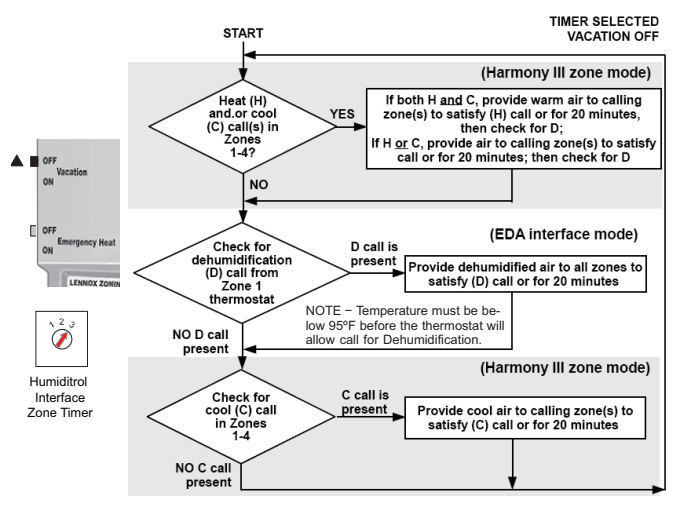 TIMER SELECTED
VACATION OFF
START
(Harmony III zone mode)
Heat (H)
and.or cool
(C) call(s) in
Zones
1-4?
YES
If both H and C, provide warm air to calling
zone(s) to satisfy (H) call or for 20 minutes,
then check for D;
If H or C, provide air to calling zone(s) to satisfy
call or for 20 minutes; then check for D
NO
OFF
Vacation
ON
OFF
Emergency Heat
ON
LENNOX ZONIN
(EDA interface mode)
Check for
dehumidification
(D) call from
Zone 1
thermostat
D call is
present
Provide dehumidified air to all zones to
satisfy (D) call or for 20 minutes
NOTE − Temperature must be be-
low 95ºF before the thermostat will
allow call for Dehumidification.
NO D call
present
1 2 3
Humiditrol
Interface
Zone Timer
(Harmony III zone mode)
Check for
cool (C) call
in Zones
1-4
C call is
present
Provide cool air to calling zone(s) to
satisfy (C) call or for 20 minutes
NO C call
present